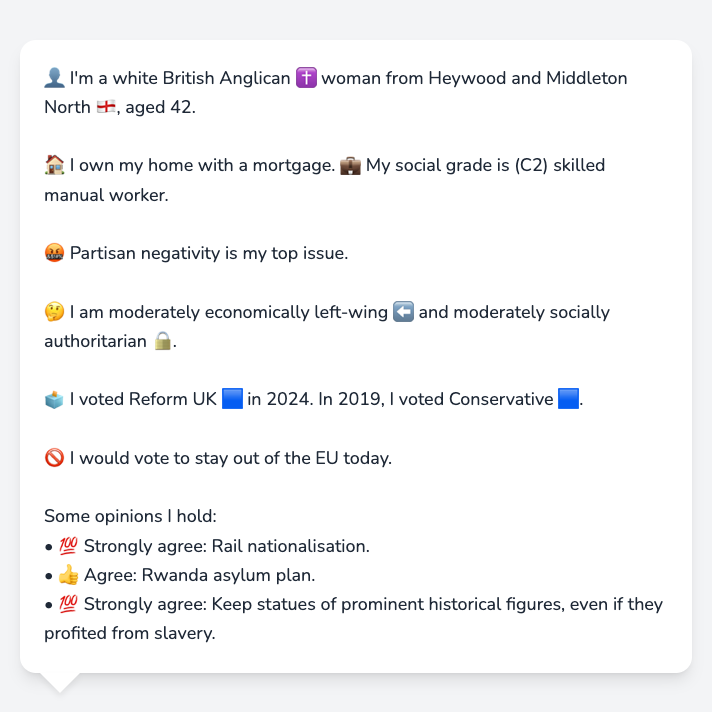 👤 I'm a white British Anglican ✝️ woman from Heywood and Middleton
North 🏴󠁧󠁢󠁥󠁮󠁧󠁿, aged 42.
🏠 I own my home with a mortgage. 💼 My social grade is (C2) skilled
manual worker.
🤬 Partisan negativity is my top issue.
🤔 I am moderately economically left-wing ⬅️ and moderately socially
authoritarian 🔒.
🗳️ I voted Reform UK 🟦 in 2024. In 2019, I voted Conservative 🟦.
🚫 I would vote to stay out of the EU today.
Some opinions I hold:
• 💯 Strongly agree: Rail nationalisation.
• 👍 Agree: Rwanda asylum plan.
• 💯 Strongly agree: Keep statues of prominent historical figures, even if they
profited from slavery.